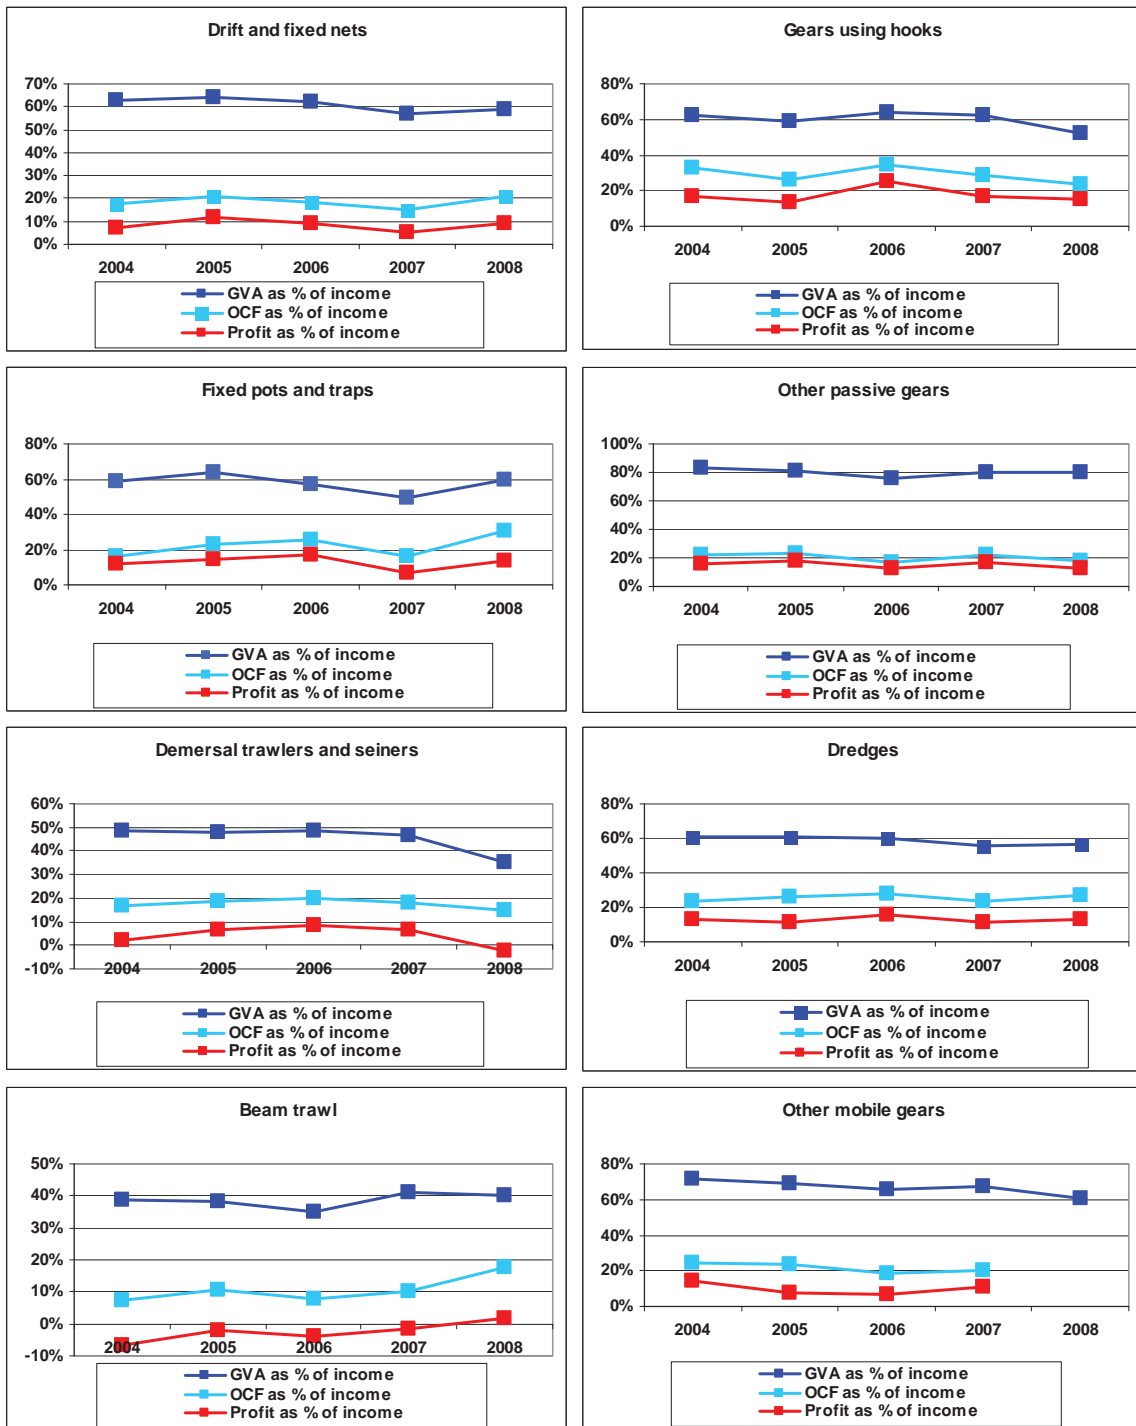 Drift and fixed nets
70%
60%
50%
40%
30%
20%
10%
0%
2004 2005 2006 2007 2008
GVA as % of income
OCF as % of income
Profit as % of income
Gears using hooks
80%
60%
40%
20%
0%
2004 2005 2006 2007 2008
GVA as % of income
OCF as % of income
Profit as % of income
Fixed pots and traps
80%
60%
40%
20%
0%
2004 2005 2006 2007 2008
GVA as % of income
OCF as % of income
Profit as % of income
Other passive gears
100%
80%
60%
40%
20%
0%
2004 2005 2006 2007 2008
GVA as % of income
OCF as % of income
Profit as % of income
Demersal trawlers and seiners
60%
50%
40%
30%
20%
10%
0%
-10%
2004 2005 2006 2007 2008
GVA as % of income
OCF as % of income
Profit as % of income
Dredges
80%
60%
40%
20%
0%
2004 2005 2006 2007 2008
GVA as % of income
OCF as % of income
Profit as % of income
Beam trawl
50%
40%
30%
20%
10%
0%
-10%
2004 2005 2006 2007 2008
GVA as % of income
OCF as % of income
Profit as % of income
Other mobile gears
80%
60%
40%
20%
0%
2004 2005 2006 2007 2008
GVA as % of income
OCF as % of income
Profit as % of income